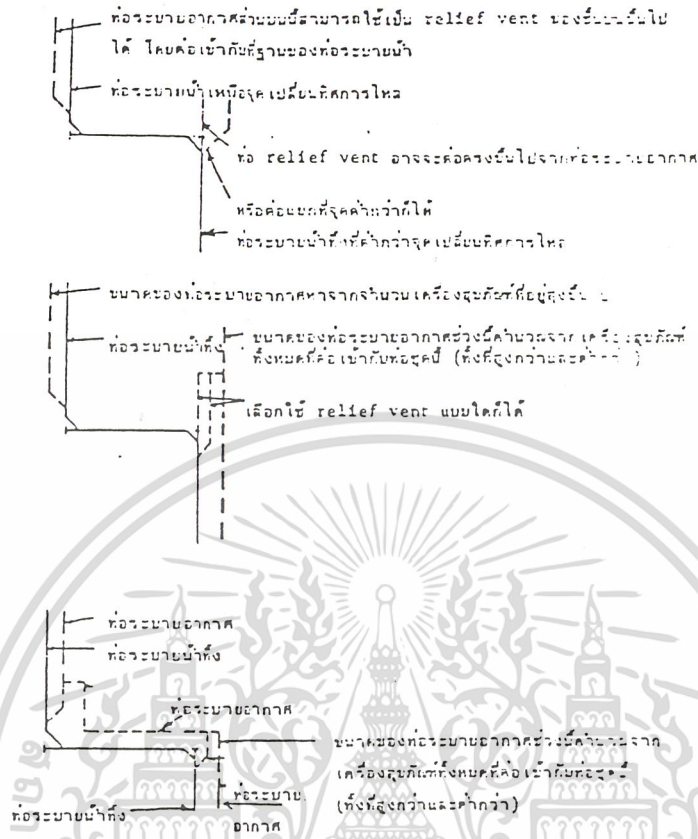 ท่อระบายอากาศส่วนบนนี้สามารถใช้เป็น relief vent ของชั้นบนขึ้นไป
ได้ โดยต่อเข้ากับที่ฐานของท่อระบายน้ำ
ท่อระบายน้ำเหนือจุดเปลี่ยนทิศการไหล
ท่อ relief vent อาจจะต่อตรงขึ้นไปจากท่อระบายอากาศ
หรือต่อแยกที่จุดต่ำกว่าก็ได้
ท่อระบายน้ำทิ้งที่ต่ำกว่าจุดเปลี่ยนทิศการไหล
ขนาดของท่อระบายอากาศหาจากจำนวนเครื่องสุขภัณฑ์ที่อยู่สูงขึ้น
ท่อระบายน้ำทิ้ง
ขนาดของท่อระบายอากาศช่วงนี้คำนวณจากเครื่องสุขภัณฑ์
ทั้งหมดที่ต่อเข้ากับท่อชุดนี้ (ทั้งที่สูงกว่าและต่ำกว่า)
เลือกใช้ relief vent แบบใดก็ได้
ท่อระบายอากาศ
ท่อระบายน้ำทิ้ง
ท่อระบายอากาศ
ขนาดของท่อระบายอากาศช่วงนี้คำนวณจาก
เครื่องสุขภัณฑ์ทั้งหมดที่ต่อเข้ากับท่อชุดนี้
(ทั้งที่สูงกว่าและต่ำกว่า)
ท่อระบายน้ำทิ้ง
ท่อระบาย
อากาศ